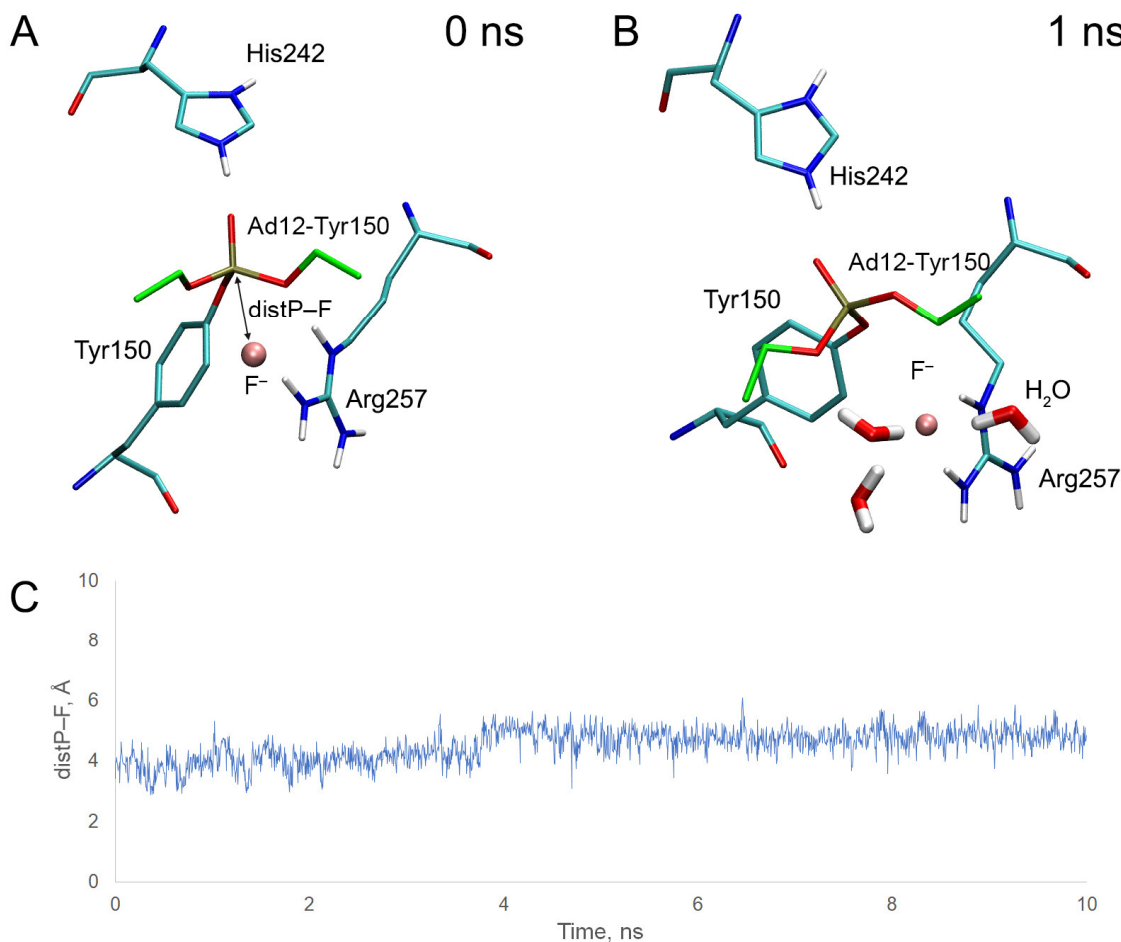 A
0 ns
His242
Ad12-Tyr150
distP–F
Tyr150
F⁻
Arg257
B
1 ns
His242
Ad12-Tyr150
Tyr150
F⁻
H₂O
Arg257
C
distP–F, Å
10
8
6
4
2
0
0
2
4
6
8
10
Time, ns